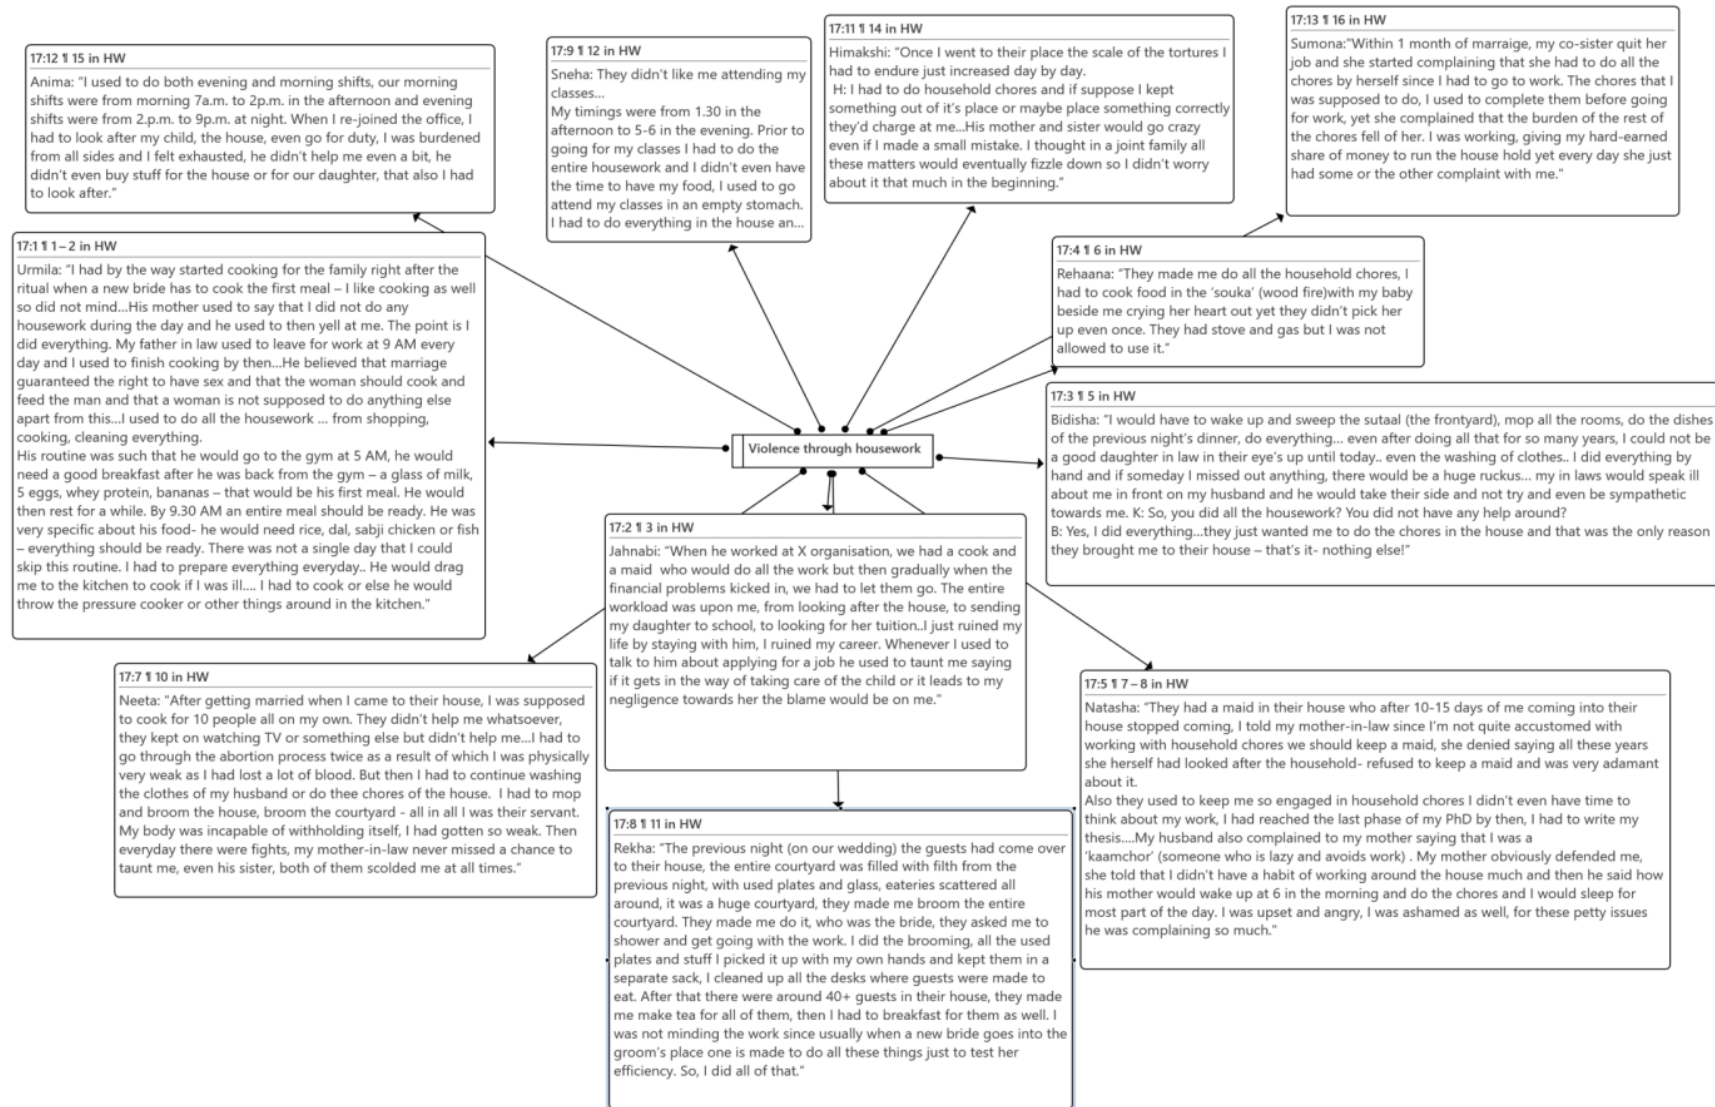 17:12 ¶ 15 in HW
Anima: "I used to do both evening and morning shifts, our morning
shifts were from morning 7a.m. to 2p.m. in the afternoon and evening
shifts were from 2.p.m. to 9p.m. at night. When I re-joined the office, I
had to look after my child, the house, even go for duty, I was burdened
from all sides and I felt exhausted, he didn't help me even a bit, he
didn't even buy stuff for the house or for our daughter, that also I had
to look after."
17:9 ¶ 12 in HW
Sneha: They didn't like me attending my
classes...
My timings were from 1.30 in the
afternoon to 5-6 in the evening. Prior to
going for my classes I had to do the
entire housework and I didn't even have
the time to have my food, I used to go
attend my classes in an empty stomach.
I had to do everything in the house an...
17:11 ¶ 14 in HW
Himakshi: "Once I went to their place the scale of the tortures I
had to endure just increased day by day.
H: I had to do household chores and if suppose I kept
something out of it's place or maybe place something correctly
they'd charge at me...His mother and sister would go crazy
even if I made a small mistake. I thought in a joint family all
these matters would eventually fizzle down so I didn't worry
about it that much in the beginning."
17:13 ¶ 16 in HW
Sumona:"Within 1 month of marraige, my co-sister quit her
job and she started complaining that she had to do all the
chores by herself since I had to go to work. The chores that I
was supposed to do, I used to complete them before going
for work, yet she complained that the burden of the rest of
the chores fell of her. I was working, giving my hard-earned
share of money to run the house hold yet every day she just
had some or the other complaint with me."
17:1 ¶ 1 – 2 in HW
Urmila: "I had by the way started cooking for the family right after the
ritual when a new bride has to cook the first meal – I like cooking as well
so did not mind...His mother used to say that I did not do any
housework during the day and he used to then yell at me. The point is I
did everything. My father in law used to leave for work at 9 AM every
day and I used to finish cooking by then...He believed that marriage
guaranteed the right to have sex and that the woman should cook and
feed the man and that a woman is not supposed to do anything else
apart from this...I used to do all the housework ... from shopping,
cooking, cleaning everything.
His routine was such that he would go to the gym at 5 AM, he would
need a good breakfast after he was back from the gym – a glass of milk,
5 eggs, whey protein, bananas – that would be his first meal. He would
then rest for a while. By 9.30 AM an entire meal should be ready. He was
very specific about his food- he would need rice, dal, sabji chicken or fish
– everything should be ready. There was not a single day that I could
skip this routine. I had to prepare everything everyday.. He would drag
me to the kitchen to cook if I was ill.... I had to cook or else he would
throw the pressure cooker or other things around in the kitchen."
17:4 ¶ 6 in HW
Rehaana: "They made me do all the household chores, I
had to cook food in the 'souka' (wood fire)with my baby
beside me crying her heart out yet they didn't pick her
up even once. They had stove and gas but I was not
allowed to use it."
17:3 ¶ 5 in HW
Bidisha: "I would have to wake up and sweep the sutaal (the frontyard), mop all the rooms, do the dishes
of the previous night's dinner, do everything... even after doing all that for so many years, I could not be
a good daughter in law in their eye's up until today.. even the washing of clothes.. I did everything by
hand and if someday I missed out anything, there would be a huge ruckus... my in laws would speak ill
about me in front on my husband and he would take their side and not try and even be sympathetic
towards me. K: So, you did all the housework? You did not have any help around?
B: Yes, I did everything...they just wanted me to do the chores in the house and that was the only reason
they brought me to their house – that's it- nothing else!"
Violence through housework
17:2 ¶ 3 in HW
Jahnabi: "When he worked at X organisation, we had a cook and
a maid who would do all the work but then gradually when the
financial problems kicked in, we had to let them go. The entire
workload was upon me, from looking after the house, to sending
my daughter to school, to looking for her tuition..I just ruined my
life by staying with him, I ruined my career. Whenever I used to
talk to him about applying for a job he used to taunt me saying
if it gets in the way of taking care of the child or it leads to my
negligence towards her the blame would be on me."
17:7 ¶ 10 in HW
Neeta: "After getting married when I came to their house, I was supposed
to cook for 10 people all on my own. They didn't help me whatsoever,
they kept on watching TV or something else but didn't help me...I had to
go through the abortion process twice as a result of which I was physically
very weak as I had lost a lot of blood. But then I had to continue washing
the clothes of my husband or do thee chores of the house. I had to mop
and broom the house, broom the courtyard - all in all I was their servant.
My body was incapable of withholding itself, I had gotten so weak. Then
everyday there were fights, my mother-in-law never missed a chance to
taunt me, even his sister, both of them scolded me at all times."
17:5 ¶ 7 – 8 in HW
Natasha: "They had a maid in their house who after 10-15 days of me coming into their
house stopped coming, I told my mother-in-law since I'm not quite accustomed with
working with household chores we should keep a maid, she denied saying all these years
she herself had looked after the household- refused to keep a maid and was very adamant
about it.
Also they used to keep me so engaged in household chores I didn't even have time to
think about my work, I had reached the last phase of my PhD by then, I had to write my
thesis....My husband also complained to my mother saying that I was a
'kaamchor' (someone who is lazy and avoids work) . My mother obviously defended me,
she told that I didn't have a habit of working around the house much and then he said how
his mother would wake up at 6 in the morning and do the chores and I would sleep for
most part of the day. I was upset and angry, I was ashamed as well, for these petty issues
he was complaining so much."
17:8 ¶ 11 in HW
Rekha: "The previous night (on our wedding) the guests had come over
to their house, the entire courtyard was filled with filth from the
previous night, with used plates and glass, eateries scattered all
around, it was a huge courtyard, they made me broom the entire
courtyard. They made me do it, who was the bride, they asked me to
shower and get going with the work. I did the brooming, all the used
plates and stuff I picked it up with my own hands and kept them in a
separate sack, I cleaned up all the desks where guests were made to
eat. After that there were around 40+ guests in their house, they made
me make tea for all of them, then I had to breakfast for them as well. I
was not minding the work since usually when a new bride goes into the
groom's place one is made to do all these things just to test her
efficiency. So, I did all of that."